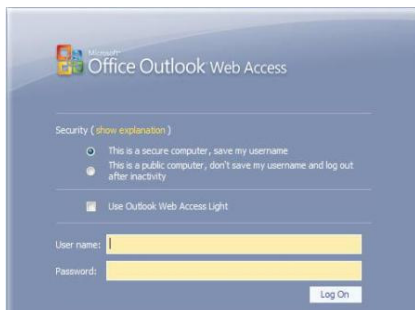 Microsoft®
Office Outlook Web Access
Security ( show explanation )
This is a secure computer, save my username
This is a public computer, don't save my username and log out
after inactivity
Use Outlook Web Access Light
User name:
Password:
Log On